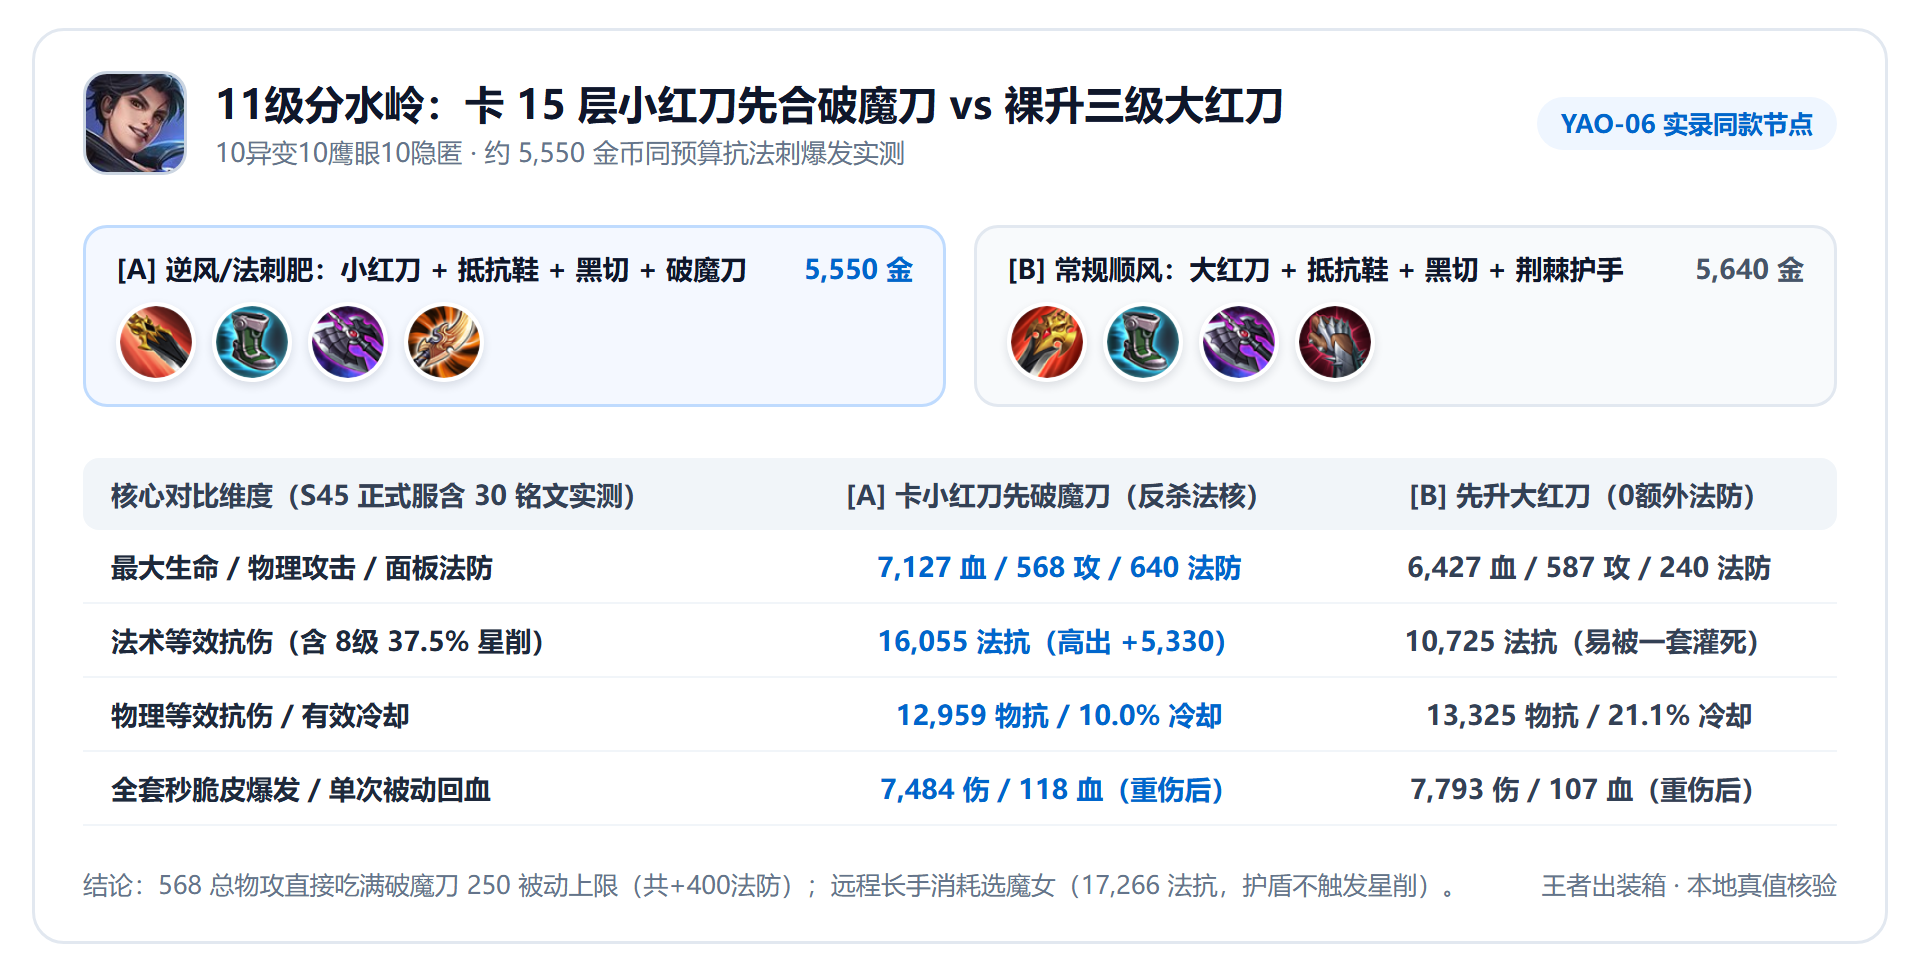 11级分水岭：卡 15 层小红刀先合破魔刀 vs 裸升三级大红刀
10异变10鹰眼10隐匿 · 约 5,550 金币同预算抗法刺爆发实测
YAO-06 实录同款节点
[A] 逆风/法刺肥：小红刀 + 抵抗鞋 + 黑切 + 破魔刀 5,550 金
[B] 常规顺风：大红刀 + 抵抗鞋 + 黑切 + 荆棘护手 5,640 金
核心对比维度（S45 正式服含 30 铭文实测） [A] 卡小红刀先破魔刀（反杀法核） [B] 先升大红刀（0额外法防）
最大生命 / 物理攻击 / 面板法防 7,127 血 / 568 攻 / 640 法防 6,427 血 / 587 攻 / 240 法防
法术等效抗伤（含 8级 37.5% 星削） 16,055 法抗（高出 +5,330） 10,725 法抗（易被一套灌死）
物理等效抗伤 / 有效冷却 12,959 物抗 / 10.0% 冷却 13,325 物抗 / 21.1% 冷却
全套秒脆皮爆发 / 单次被动回血 7,484 伤 / 118 血（重伤后） 7,793 伤 / 107 血（重伤后）
结论：568 总物攻直接吃满破魔刀 250 被动上限（共+400法防）；远程长手消耗选魔女（17,266 法抗，护盾不触发星削）。 王者出装箱 · 本地真值核验